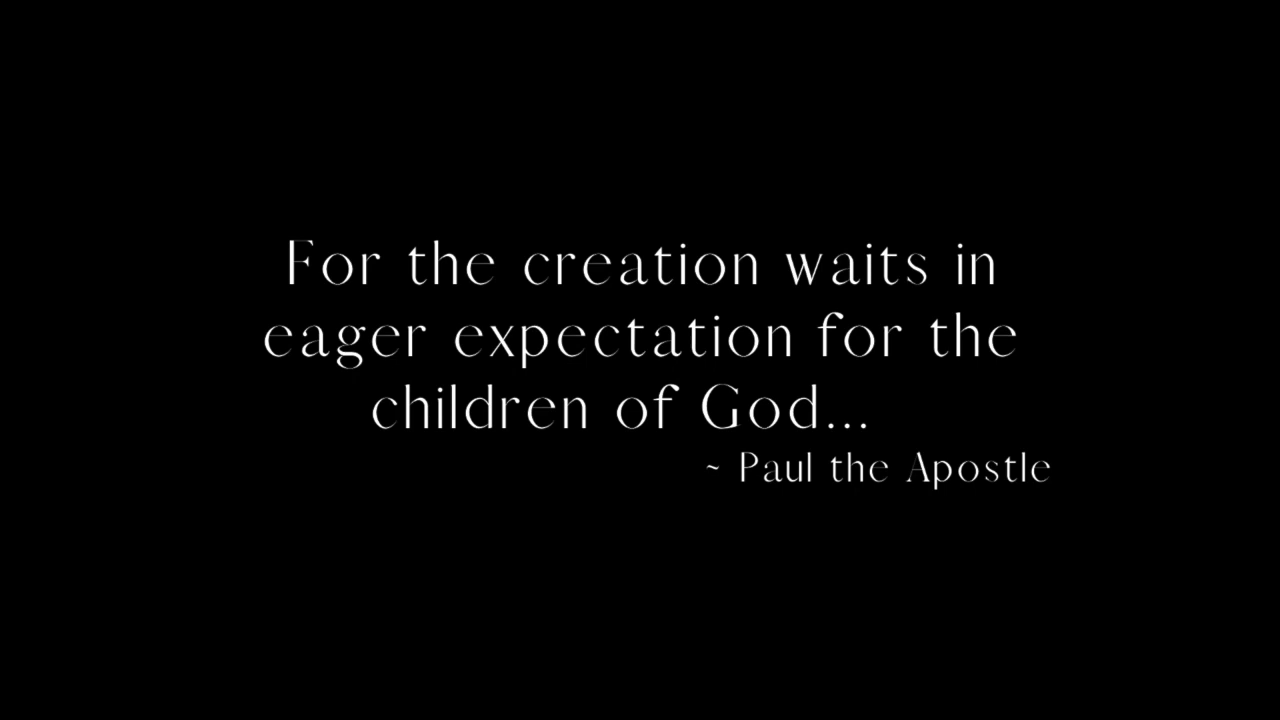 For the creation waits in
eager expectation for the
children of God...
~ Paul the Apostle